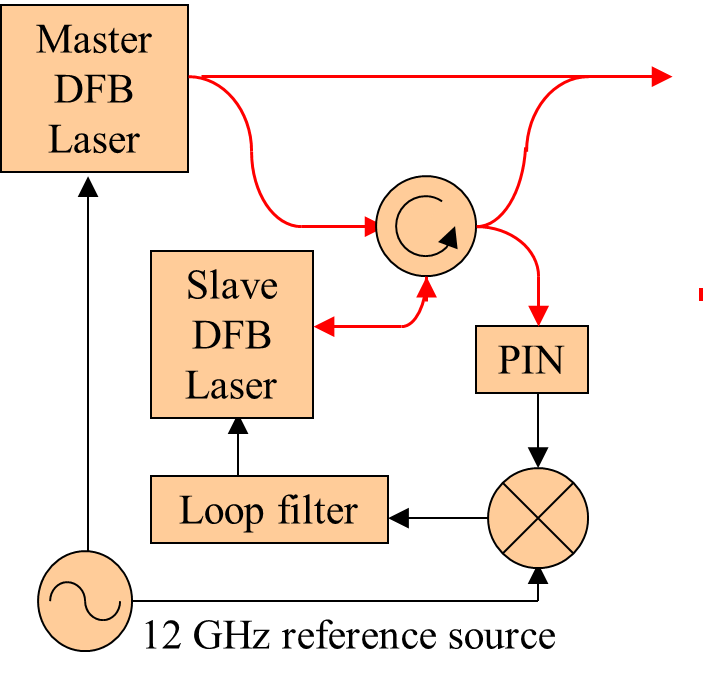 Master
DFB
Laser
Slave
DFB
Laser
PIN
Loop filter
12 GHz reference source